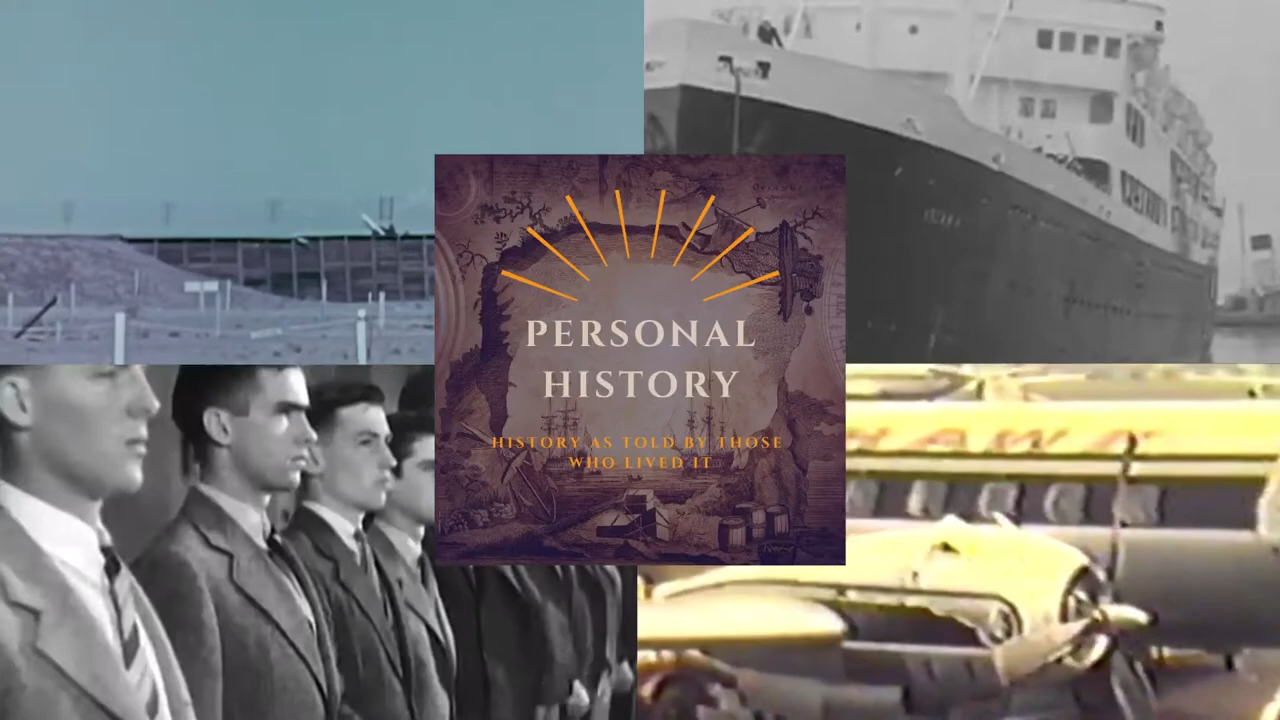 PERSONAL
HISTORY
HISTORY AS TOLD BY THOSE
WHO LIVED IT